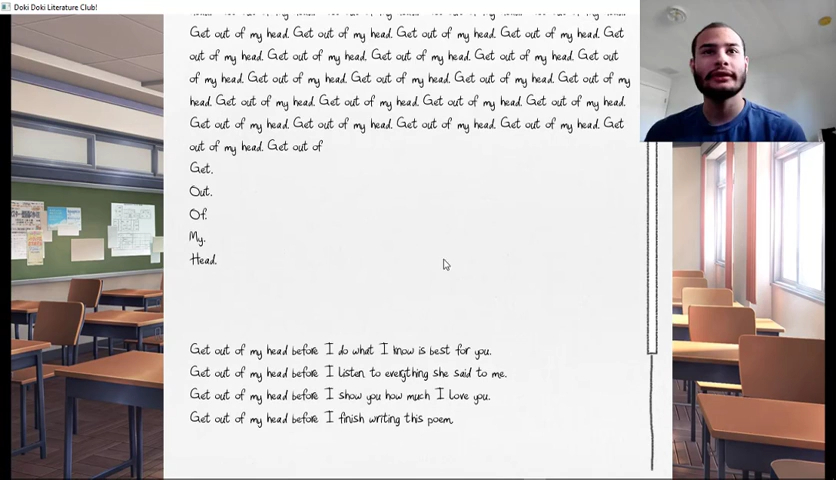 Doki Doki Literature Club!
Get out of my head. Get out of my head. Get out of my head. Get out of my head. Get
out of my head. Get out of my head. Get out of my head. Get out of my head. Get out
of my head. Get out of my head. Get out of my head. Get out of my head. Get out of my
head. Get out of my head. Get out of my head. Get out of my head. Get out of my head.
Get out of my head. Get out of my head. Get out of my head. Get out of my head. Get
out of my head. Get out of
Get.
Out.
Of.
My.
Head.
Get out of my head before I do what I know is best for you.
Get out of my head before I listen to everything she said to me.
Get out of my head before I show you how much I love you.
Get out of my head before I finish writing this poem.